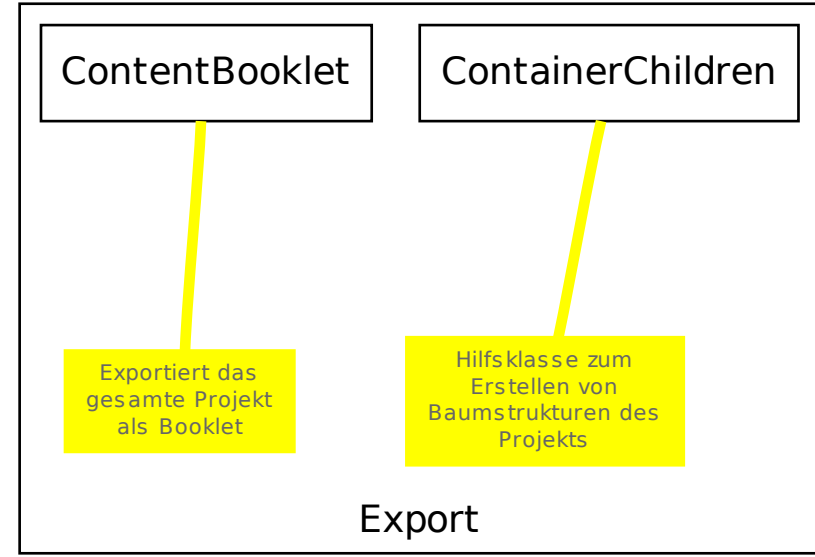 ContentBooklet
ContainerChildren
Exportiert das
gesamte Projekt
als Booklet
Hilfsklasse zum
Erstellen von
Baumstrukturen des
Projekts
Export